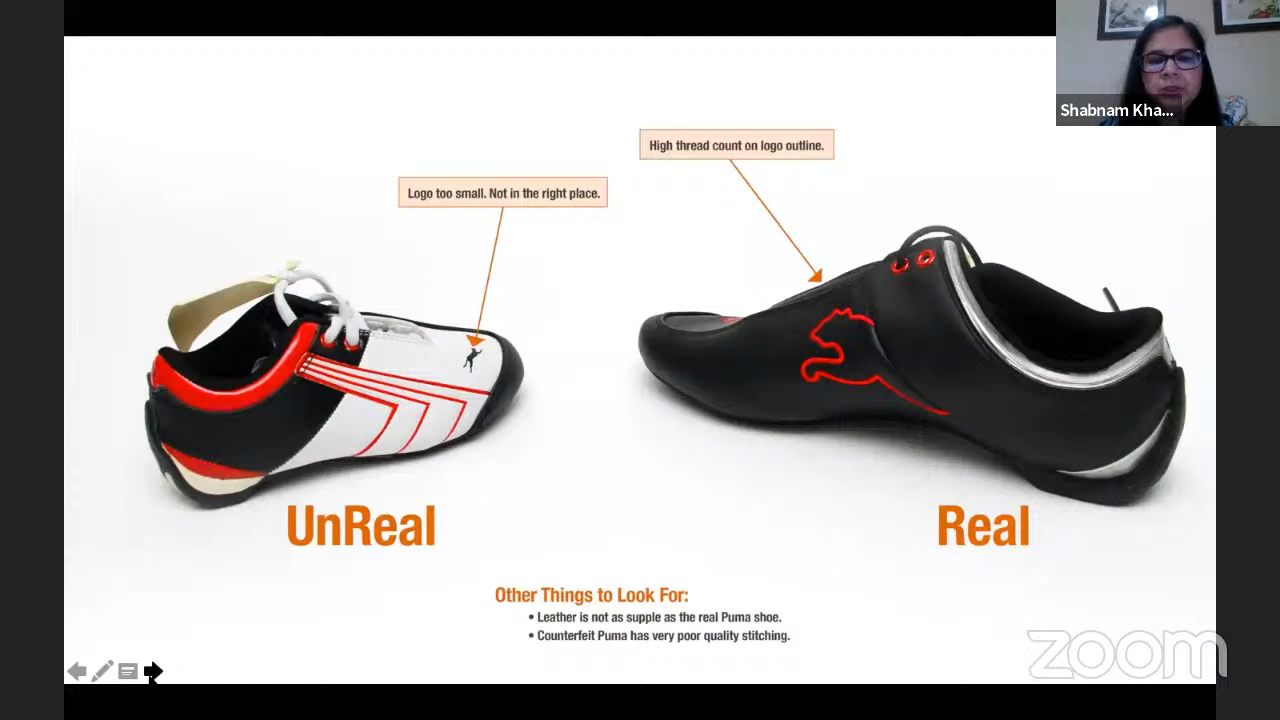 Shabnam Kha...
High thread count on logo outline.
Logo too small. Not in the right place.
UnReal
Real
Other Things to Look For:
• Leather is not as supple as the real Puma shoe.
• Counterfeit Puma has very poor quality stitching.
zoom